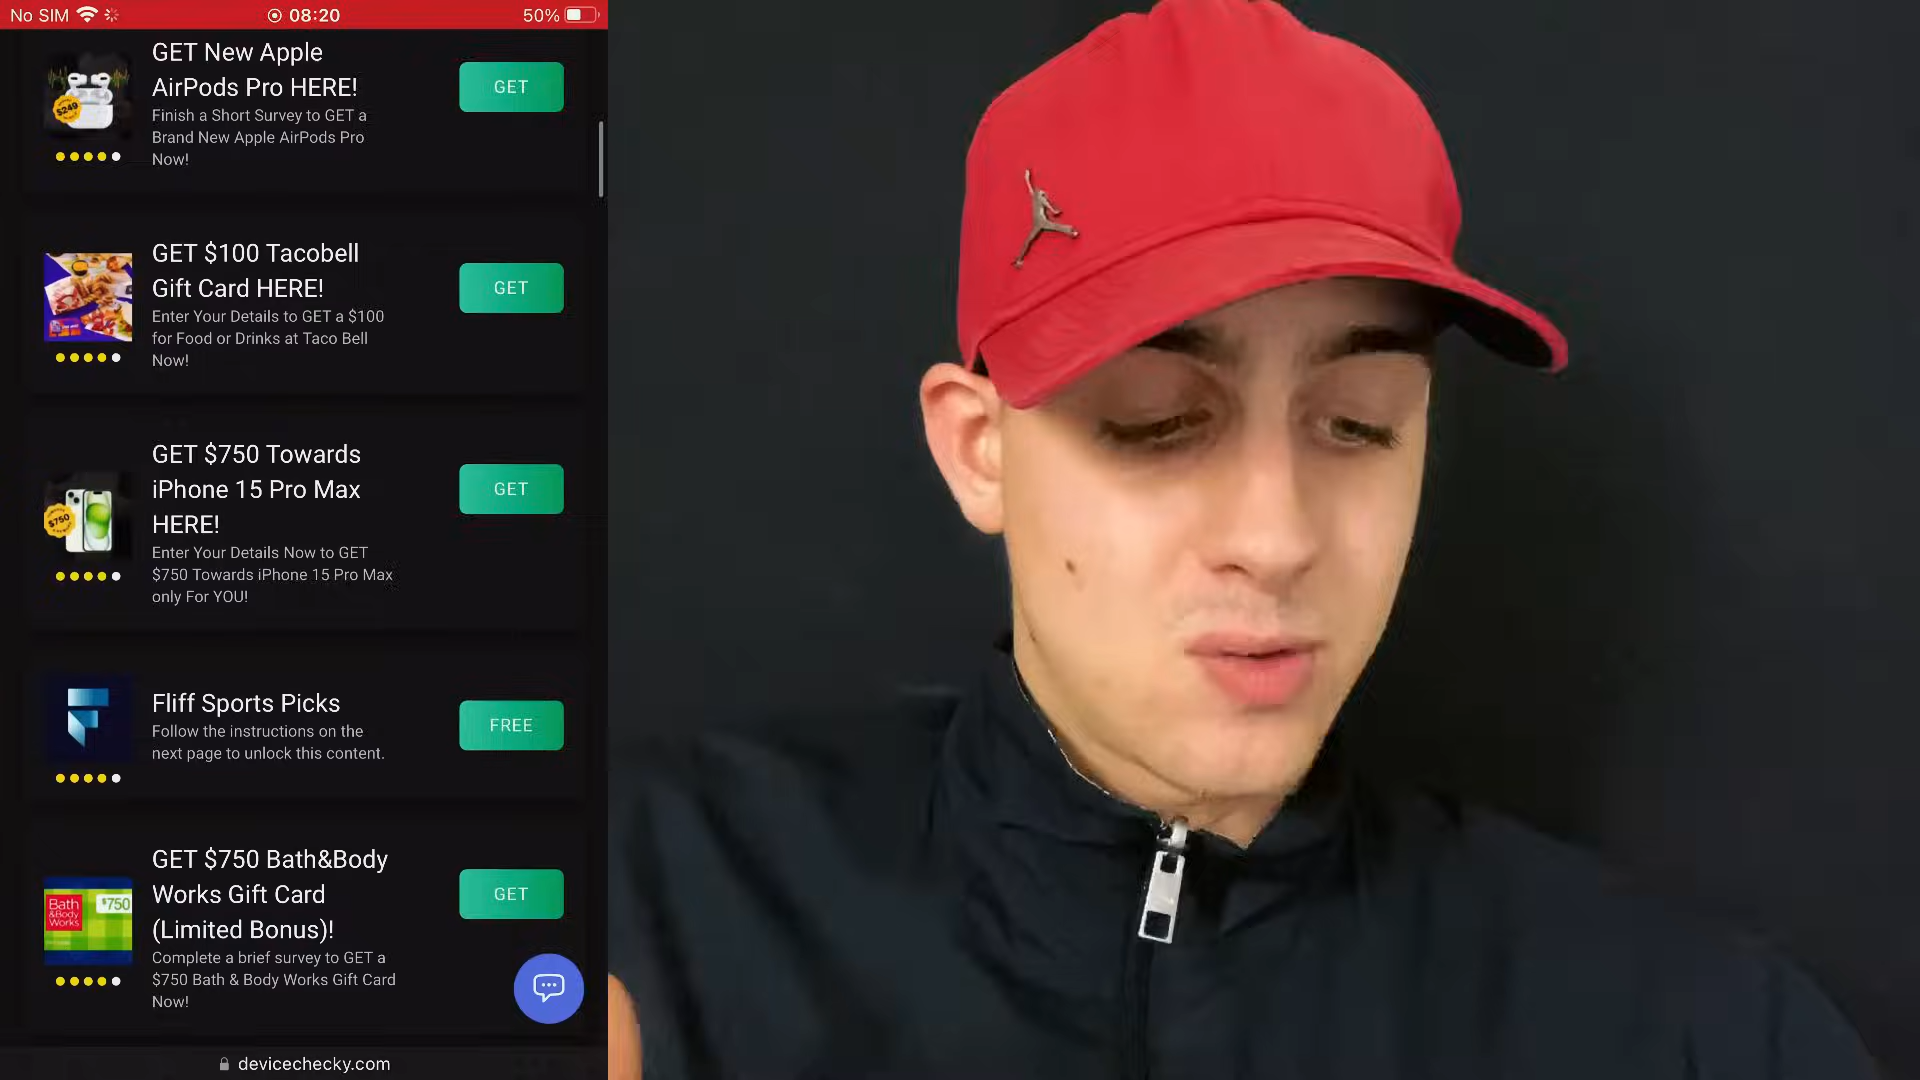 No SIM 08:20 50%
GET New Apple
AirPods Pro HERE!
Finish a Short Survey to GET a
Brand New Apple AirPods Pro
Now!
GET
$249
GET $100 Tacobell
Gift Card HERE!
Enter Your Details to GET a $100
for Food or Drinks at Taco Bell
Now!
GET
GET $750 Towards
iPhone 15 Pro Max
HERE!
Enter Your Details Now to GET
$750 Towards iPhone 15 Pro Max
only For YOU!
GET
$750
Fliff Sports Picks
Follow the instructions on the
next page to unlock this content.
FREE
GET $750 Bath&Body
Works Gift Card
(Limited Bonus)!
Complete a brief survey to GET a
$750 Bath & Body Works Gift Card
Now!
GET
Bath
&Body
Works
$750
devicechecky.com